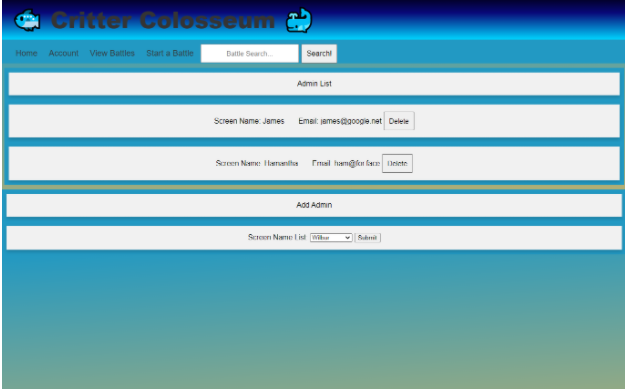 Critter Colosseum
Home Account View Battles Start a Battle Battle Search... Search!
Admin List
Screen Name: James Email: james@google.net Delete
Screen Name: Hamantha Email: ham@for.face Delete
Add Admin
Screen Name List: Wilbur Submit